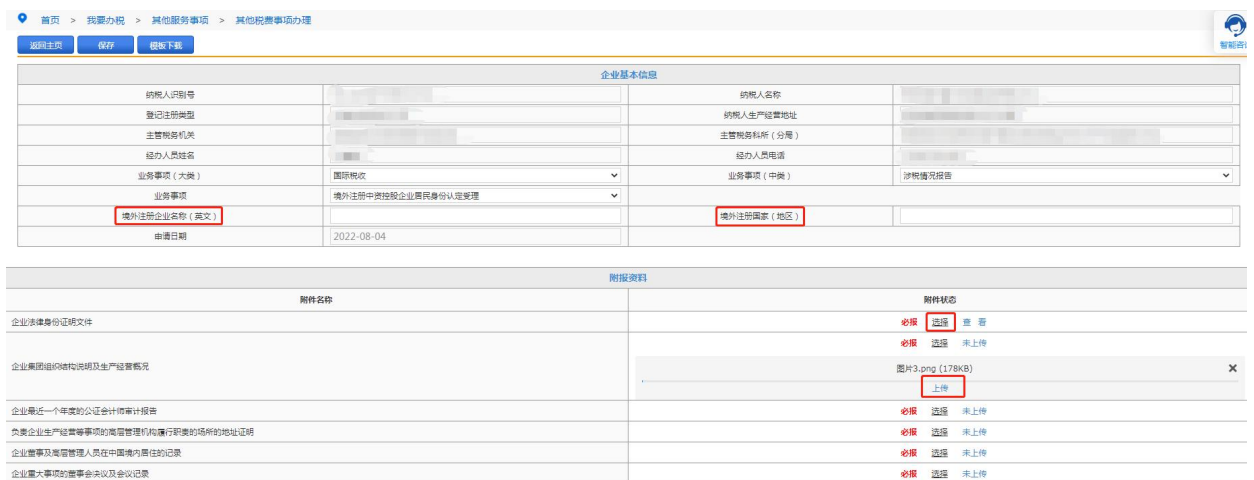 首页 > 我要办税 > 其他服务事项 > 其他税费事项办理
智能咨
返回主页 保存 模板下载
企业基本信息
纳税人识别号 纳税人名称
登记注册类型 纳税人生产经营地址
主管税务机关 主管税务科所（分局）
经办人员姓名 经办人员电话
业务事项（大类） 国际税收 业务事项（中类） 涉税情况报告
业务事项 境外注册中资控股企业居民身份认定受理
境外注册企业名称（英文） 境外注册国家（地区）
申请日期 2022-08-04
附报资料
附件名称 附件状态
企业法律身份证明文件 必报 选择 查 看
必报 选择 未上传
企业集团组织结构说明及生产经营概况 图片3.png (178KB)
上传
企业最近一个年度的公证会计师审计报告 必报 选择 未上传
负责企业生产经营等事项的高层管理机构履行职责的场所的地址证明 必报 选择 未上传
企业董事及高层管理人员在中国境内居住的记录 必报 选择 未上传
企业重大事项的董事会决议及会议记录 必报 选择 未上传